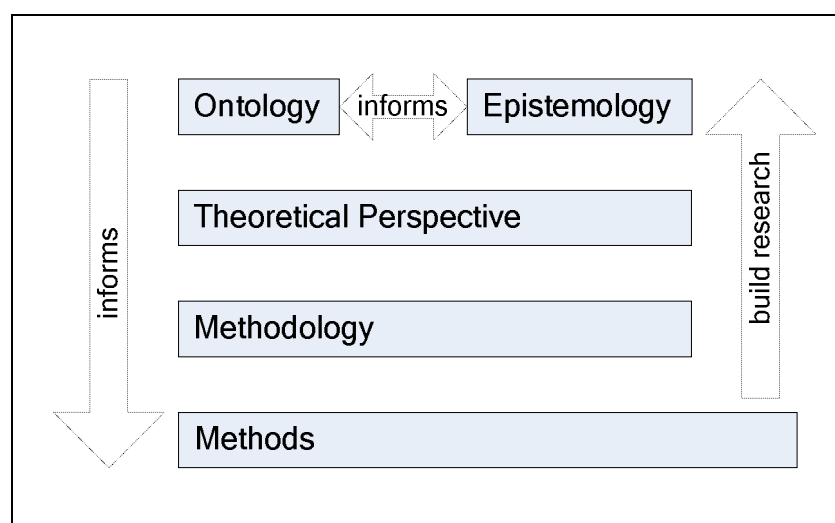 Ontology
informs
Epistemology
Theoretical Perspective
informs
build research
Methodology
Methods